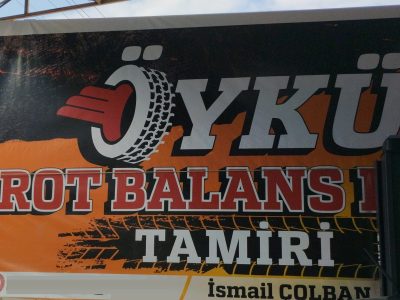 ÖYKÜ
ROT BALANS
TAMİRİ
İsmail ÇOLBAN